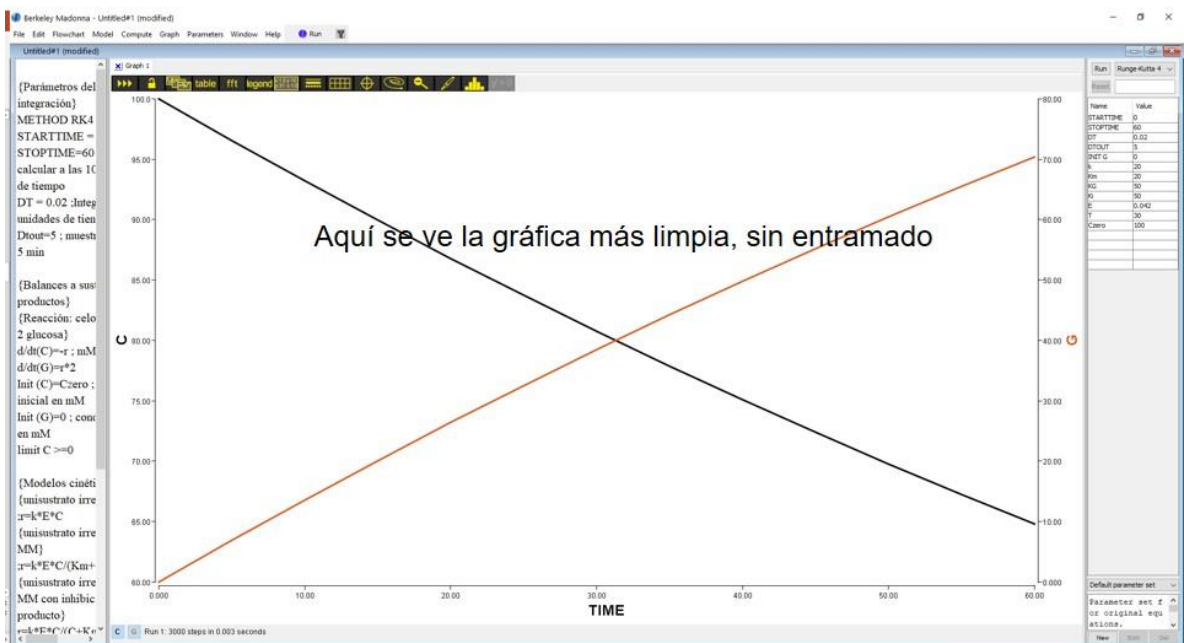 Berkeley Madonna - Untitled#1 (modified)
File Edit Flowchart Model Compute Graph Parameters Window Help Run
Untitled#1 (modified)
{Parámetros del
integración}
METHOD RK4
STARTTIME =
STOPTIME=60
calcular a las 10
de tiempo
DT = 0.02 ;Integ
unidades de tien
Dtout=5 ; muestr
5 min
{Balances a sust
productos}
{Reacción: celo
2 glucosa}
d/dt(C)=-r ; mM
d/dt(G)=r*2
Init (C)=Czero ;
inicial en mM
Init (G)=0 ; cond
en mM
limit C >=0
{Modelos cinéti
{unisustrato irre
;r=k*E*C
{unisustrato irre
MM}
;r=k*E*C/(Km+
{unisustrato irre
MM con inhibic
producto}
Graph 1
table fft legend
100.0
95.00
90.00
85.00
80.00
75.00
70.00
65.00
60.00
C
Aquí se ve la gráfica más limpia, sin entramado
80.00
70.00
60.00
50.00
40.00
30.00
20.00
10.00
0.000
G
0.000 10.00 20.00 30.00 40.00 50.00 60.00
TIME
C G Run 1: 3000 steps in 0.003 seconds
Run Runge-Kutta 4
Reset
Name Value
STARTTIME 0
STOPTIME 60
DT 0.02
DTOUT 5
INIT G 0
k 20
Km 20
KG 50
Ki 50
E 0.042
T 30
Czero 100
Default parameter set
Parameter set f
or original equ
ations.
New Edit Del